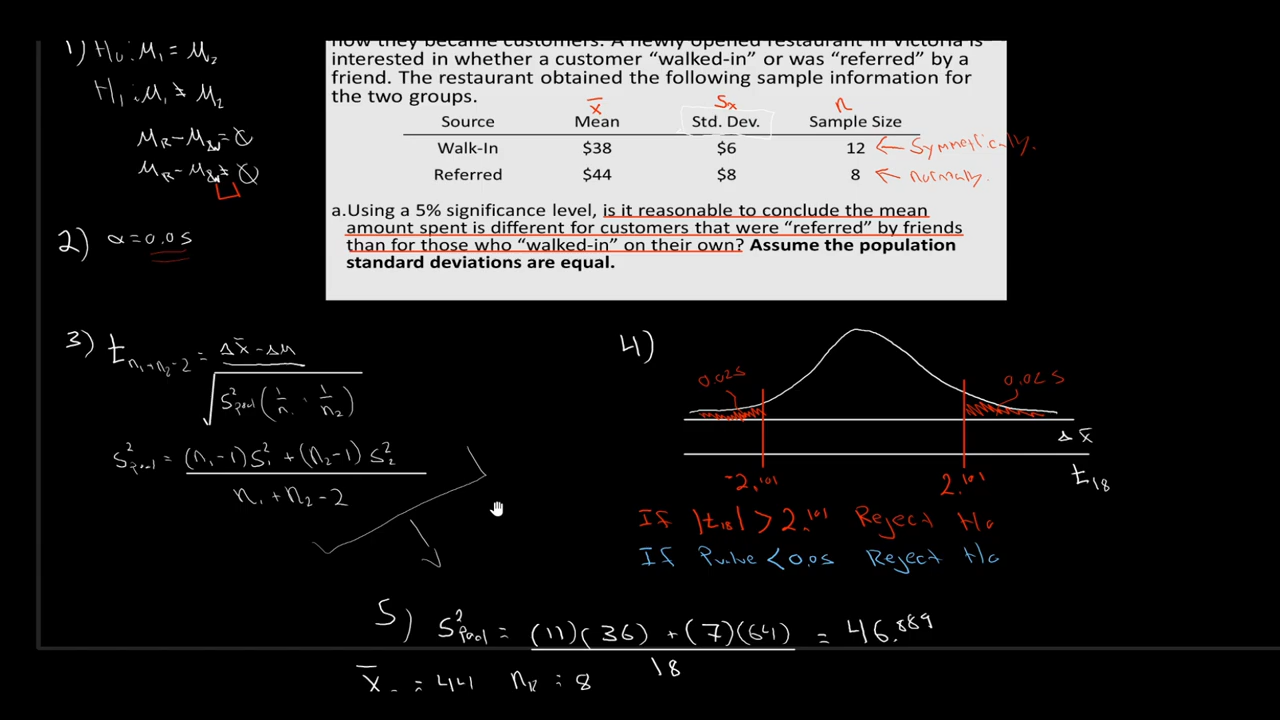 1) H₀: μ₁ = μ₂
H₁: μ₁ ≠ μ₂
μR - μW = 0
μR - μW ≠ 0
how they became customers. A newly opened restaurant in Victoria is
interested in whether a customer “walked-in” or was “referred” by a
friend. The restaurant obtained the following sample information for
the two groups.
x̄ Sx n
Source Mean Std. Dev. Sample Size
Walk-In $38 $6 12 ← Symmetrically.
Referred $44 $8 8 ← normally.
a.Using a 5% significance level, is it reasonable to conclude the mean
amount spent is different for customers that were “referred” by friends
than for those who “walked-in” on their own? Assume the population
standard deviations are equal.
2) α = 0.05
3) t n₁+n₂-2 = Δx̄ - Δμ
√ S²pool (1/n₁ + 1/n₂)
S²pool = (n₁-1)S₁² + (n₂-1)S₂²
n₁ + n₂ - 2
4)
0.025 0.025
Δx̄
-2.101 2.101 t₁₈
If |t₁₈| > 2.101 Reject Ho
If Pvalue < 0.05 Reject Ho
5) S²pool = (11)(36) + (7)(64) = 46.889
18
x̄ = 44 nR = 8